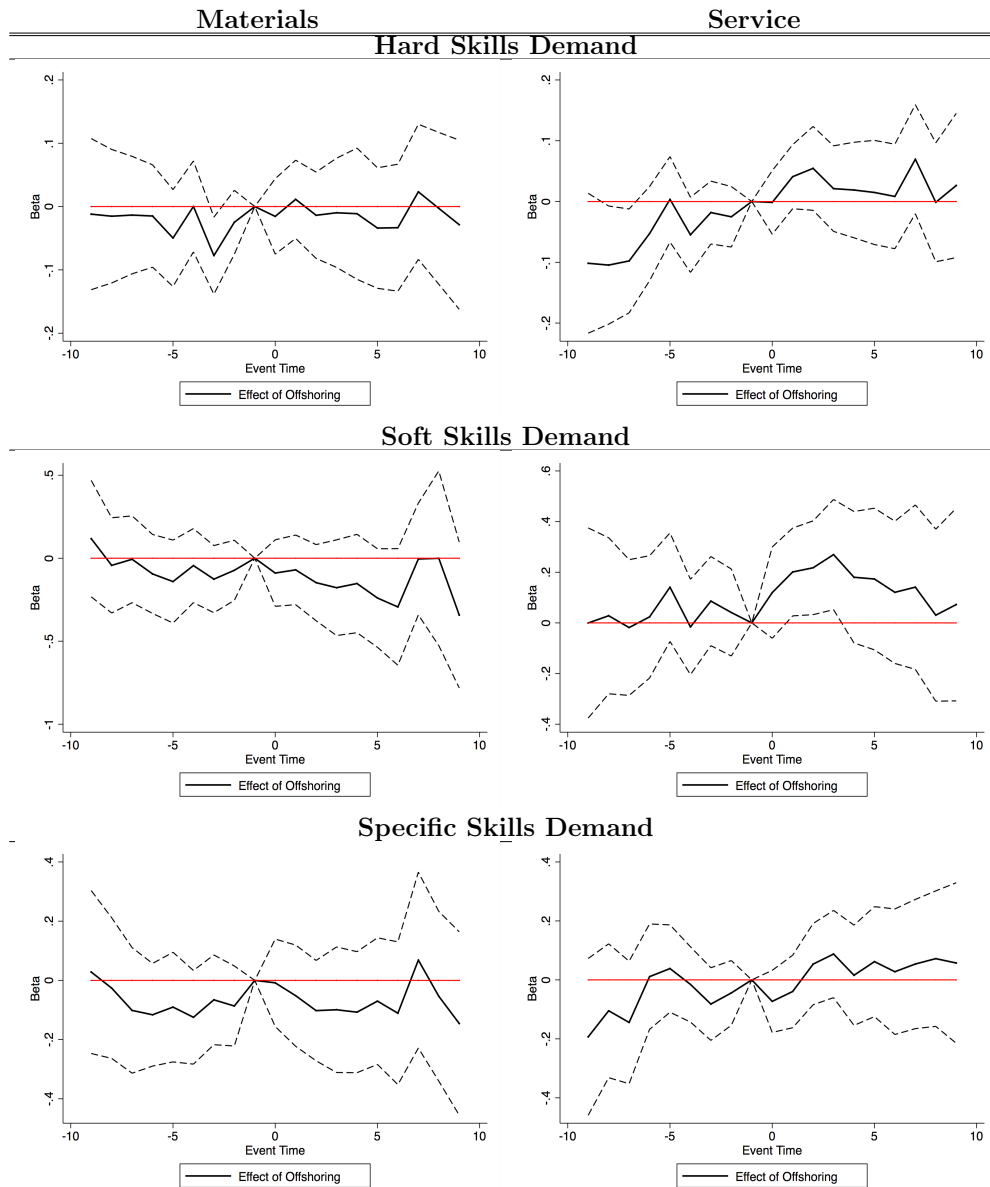 Materials Service
Hard Skills Demand
.2
.1
0
-.1
-.2
Beta
-10 -5 0 5 10
Event Time
Effect of Offshoring
.2
.1
0
-.1
-.2
Beta
-10 -5 0 5 10
Event Time
Effect of Offshoring
Soft Skills Demand
.5
0
-.5
-1
Beta
-10 -5 0 5 10
Event Time
Effect of Offshoring
.6
.4
.2
0
-.2
-.4
Beta
-10 -5 0 5 10
Event Time
Effect of Offshoring
Specific Skills Demand
.4
.2
0
-.2
-.4
Beta
-10 -5 0 5 10
Event Time
Effect of Offshoring
.4
.2
0
-.2
-.4
Beta
-10 -5 0 5 10
Event Time
Effect of Offshoring